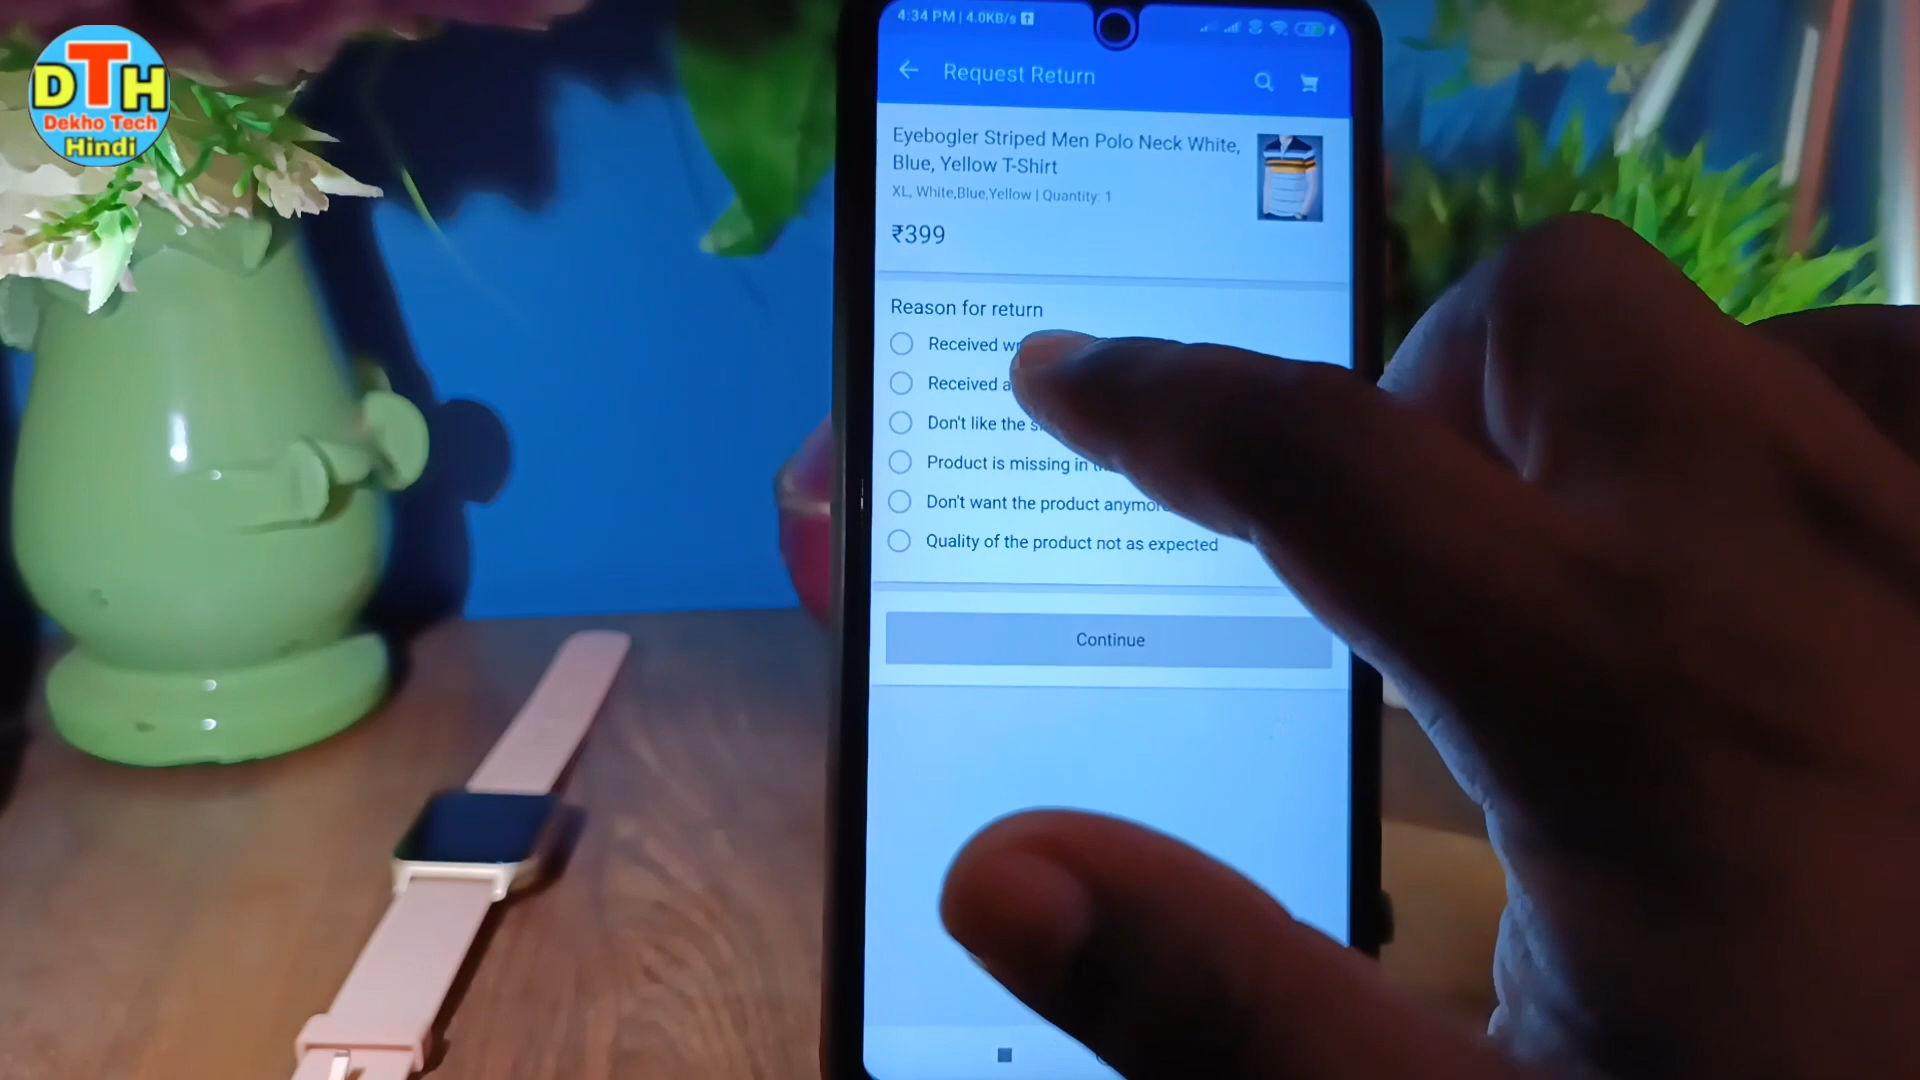 DTH
Dekho Tech
Hindi
4:34 PM | 4.0KB/s
Request Return
Eyebogler Striped Men Polo Neck White,
Blue, Yellow T-Shirt
XL, White,Blue,Yellow | Quantity: 1
₹399
Reason for return
Received
Received
Don't like the
Product is missing in
Don't want the product
Quality of the product not as expected
Continue